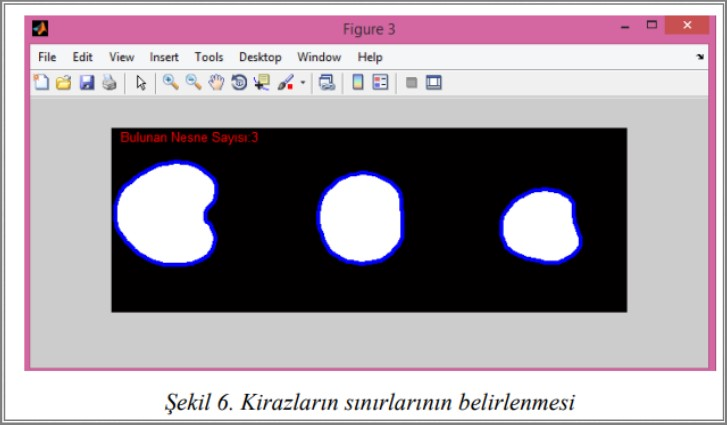 Figure 3
File Edit View Insert Tools Desktop Window Help
Bulunan Nesne Sayısı:3
Şekil 6. Kirazların sınırlarının belirlenmesi